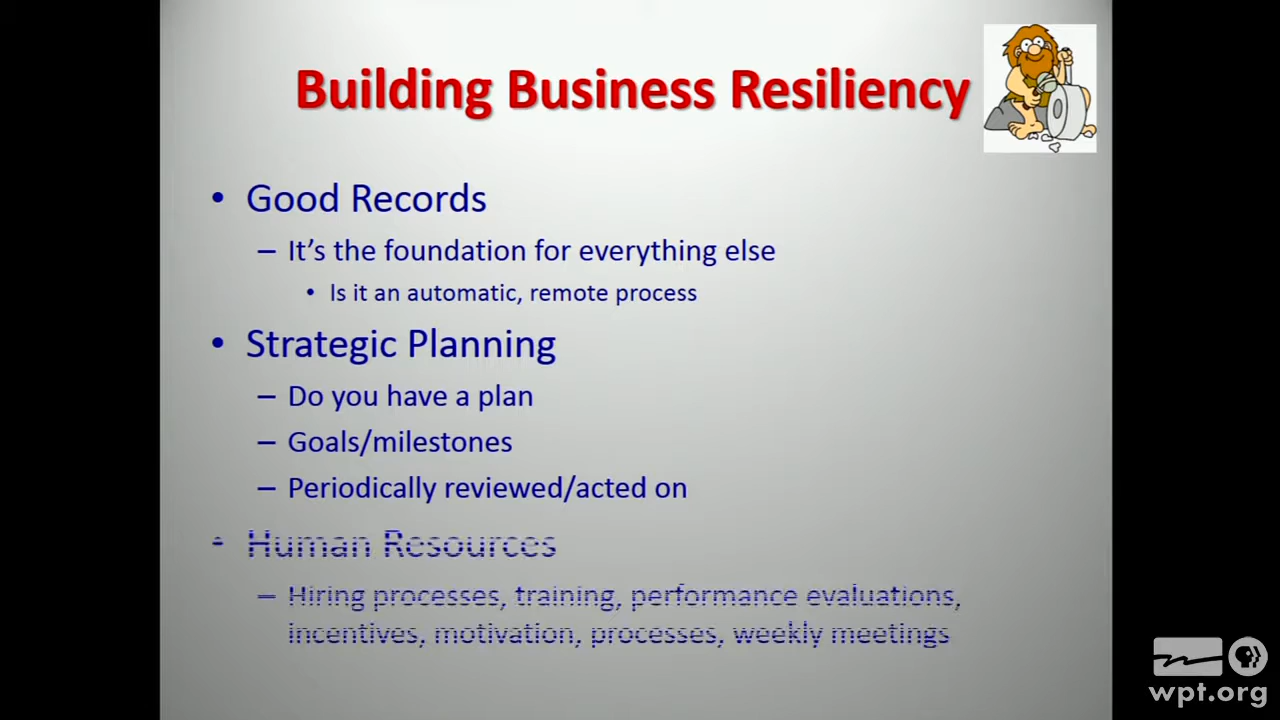 Building Business Resiliency
• Good Records
– It's the foundation for everything else
• Is it an automatic, remote process
• Strategic Planning
– Do you have a plan
– Goals/milestones
– Periodically reviewed/acted on
• Human Resources
– Hiring processes, training, performance evaluations,
incentives, motivation, processes, weekly meetings
wpt.org